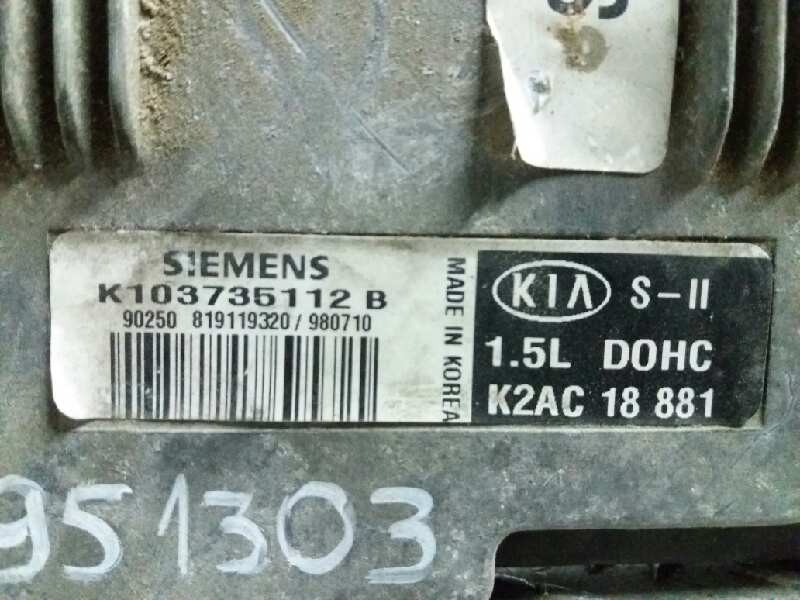 SIEMENS
K103735112 B
90250 819119320 / 980710
MADE IN KOREA
KIA S-II
1.5L DOHC
K2AC 18 881
951303